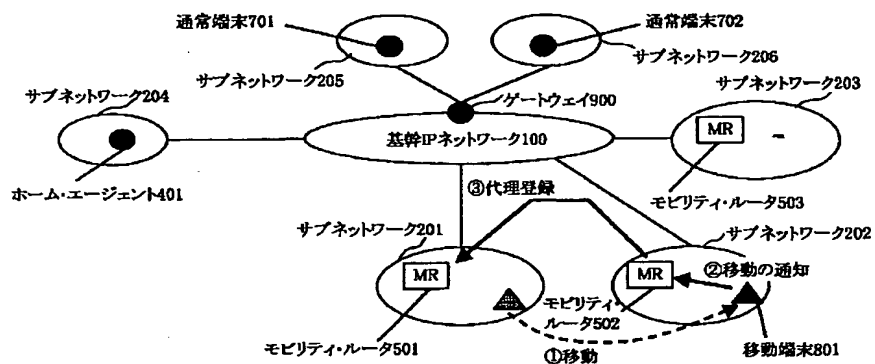 通常端末701
通常端末702
サブネットワーク205
サブネットワーク206
サブネットワーク204
サブネットワーク203
ゲートウェイ900
基幹IPネットワーク100
MR
ホーム・エージェント401
③代理登録
モビリティ・ルータ503
サブネットワーク201
サブネットワーク202
MR
MR
②移動の通知
モビリティ・
ルータ502
モビリティ・ルータ501
①移動
移動端末801